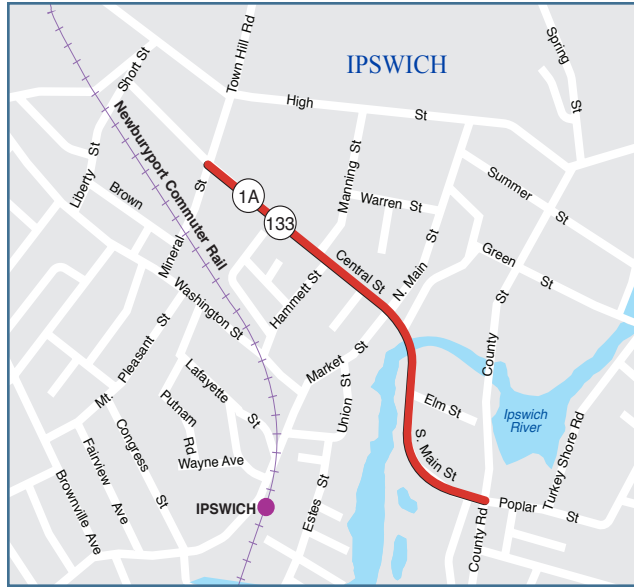 Town Hill Rd
Short St
Spring St
IPSWICH
High St
Newburyport Commuter Rail
Liberty St
Manning St
Brown
1A
133
Warren St
Summer St
Mineral St
Central St
N. Main St
Green St
Washington St
Hammett St
County St
Market St
Mt. Pleasant St
Lafayette St
Putnam Rd
Union St
Elm St
Ipswich
River
S. Main St
Turkey Shore Rd
Congress St
Fairview Ave
Wayne Ave
Brownville Ave
IPSWICH
Estes St
County Rd
Poplar St